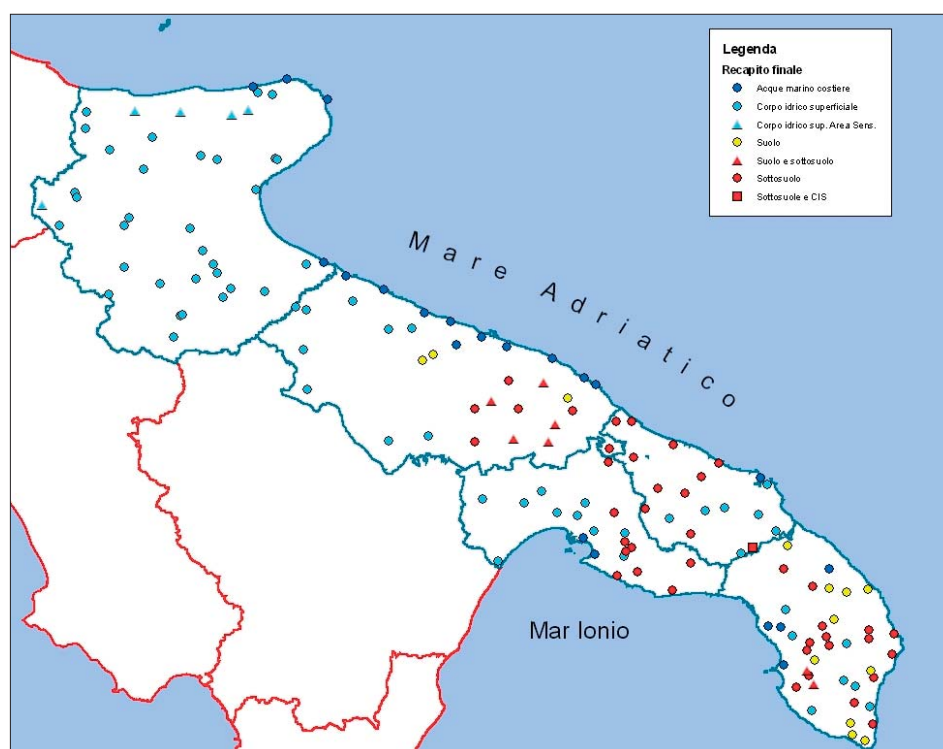 Legenda
Recapito finale
Acque marino costiere
Corpo idrico superficiale
Corpo idrico sup. Area Sens.
Suolo
Suolo e sottosuolo
Sottosuolo
Sottosuole e CIS
Mare Adriatico
Mar Ionio